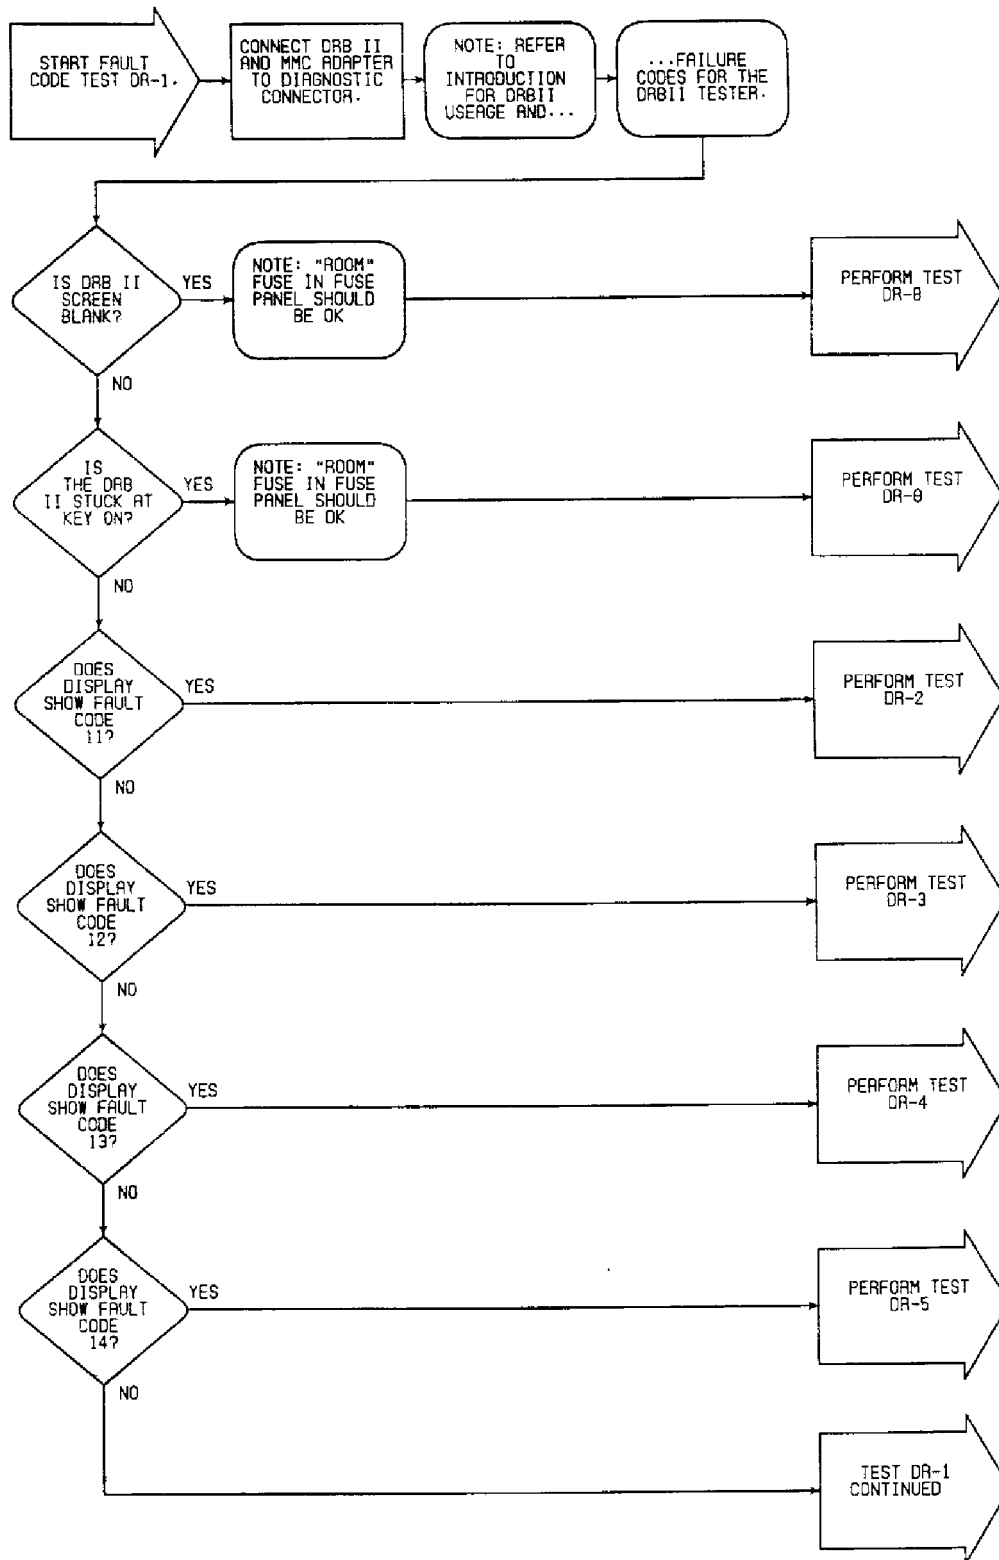 START FAULT
CODE TEST DR-1.
CONNECT DRB II
AND MMC ADAPTER
TO DIAGNOSTIC
CONNECTOR.
NOTE: REFER
TO
INTRODUCTION
FOR DRBII
USEAGE AND...
...FAILURE
CODES FOR THE
DRBII TESTER.
IS DRB II
SCREEN
BLANK?
YES
NOTE: "ROOM"
FUSE IN FUSE
PANEL SHOULD
BE OK
PERFORM TEST
DR-8
NO
IS
THE DRB
II STUCK AT
KEY ON?
YES
NOTE: "ROOM"
FUSE IN FUSE
PANEL SHOULD
BE OK
PERFORM TEST
NO
DOES
DISPLAY
SHOW FAULT
CODE
11?
YES
PERFORM TEST
DR-2
NO
DOES
DISPLAY
SHOW FAULT
CODE
12?
YES
PERFORM TEST
DR-3
NO
DOES
DISPLAY
SHOW FAULT
CODE
13?
YES
PERFORM TEST
DR-4
NO
DOES
DISPLAY
SHOW FAULT
CODE
14?
YES
PERFORM TEST
DR-5
NO
TEST DR-1
CONTINUED